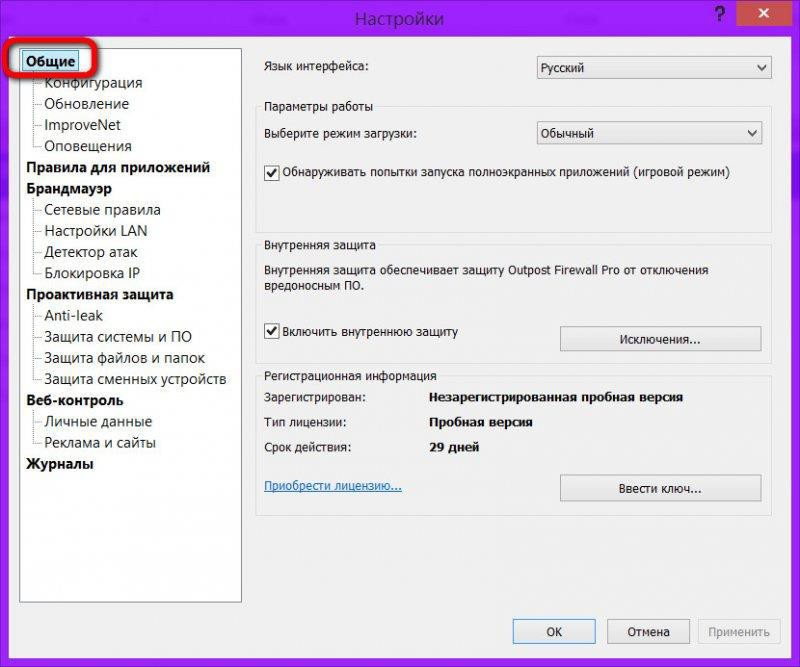 Настройки
?
Общие
Конфигурация
Обновление
ImproveNet
Оповещения
Правила для приложений
Брандмауэр
Сетевые правила
Настройки LAN
Детектор атак
Блокировка IP
Проактивная защита
Anti-leak
Защита системы и ПО
Защита файлов и папок
Защита сменных устройств
Веб-контроль
Личные данные
Реклама и сайты
Журналы
Язык интерфейса: Русский
Параметры работы
Выберите режим загрузки: Обычный
Обнаруживать попытки запуска полноэкранных приложений (игровой режим)
Внутренняя защита
Внутренняя защита обеспечивает защиту Outpost Firewall Pro от отключения
вредоносным ПО.
Включить внутреннюю защиту
Исключения...
Регистрационная информация
Зарегистрирован: Незарегистрированная пробная версия
Тип лицензии: Пробная версия
Срок действия: 29 дней
Приобрести лицензию...
Ввести ключ...
ОК Отмена Применить